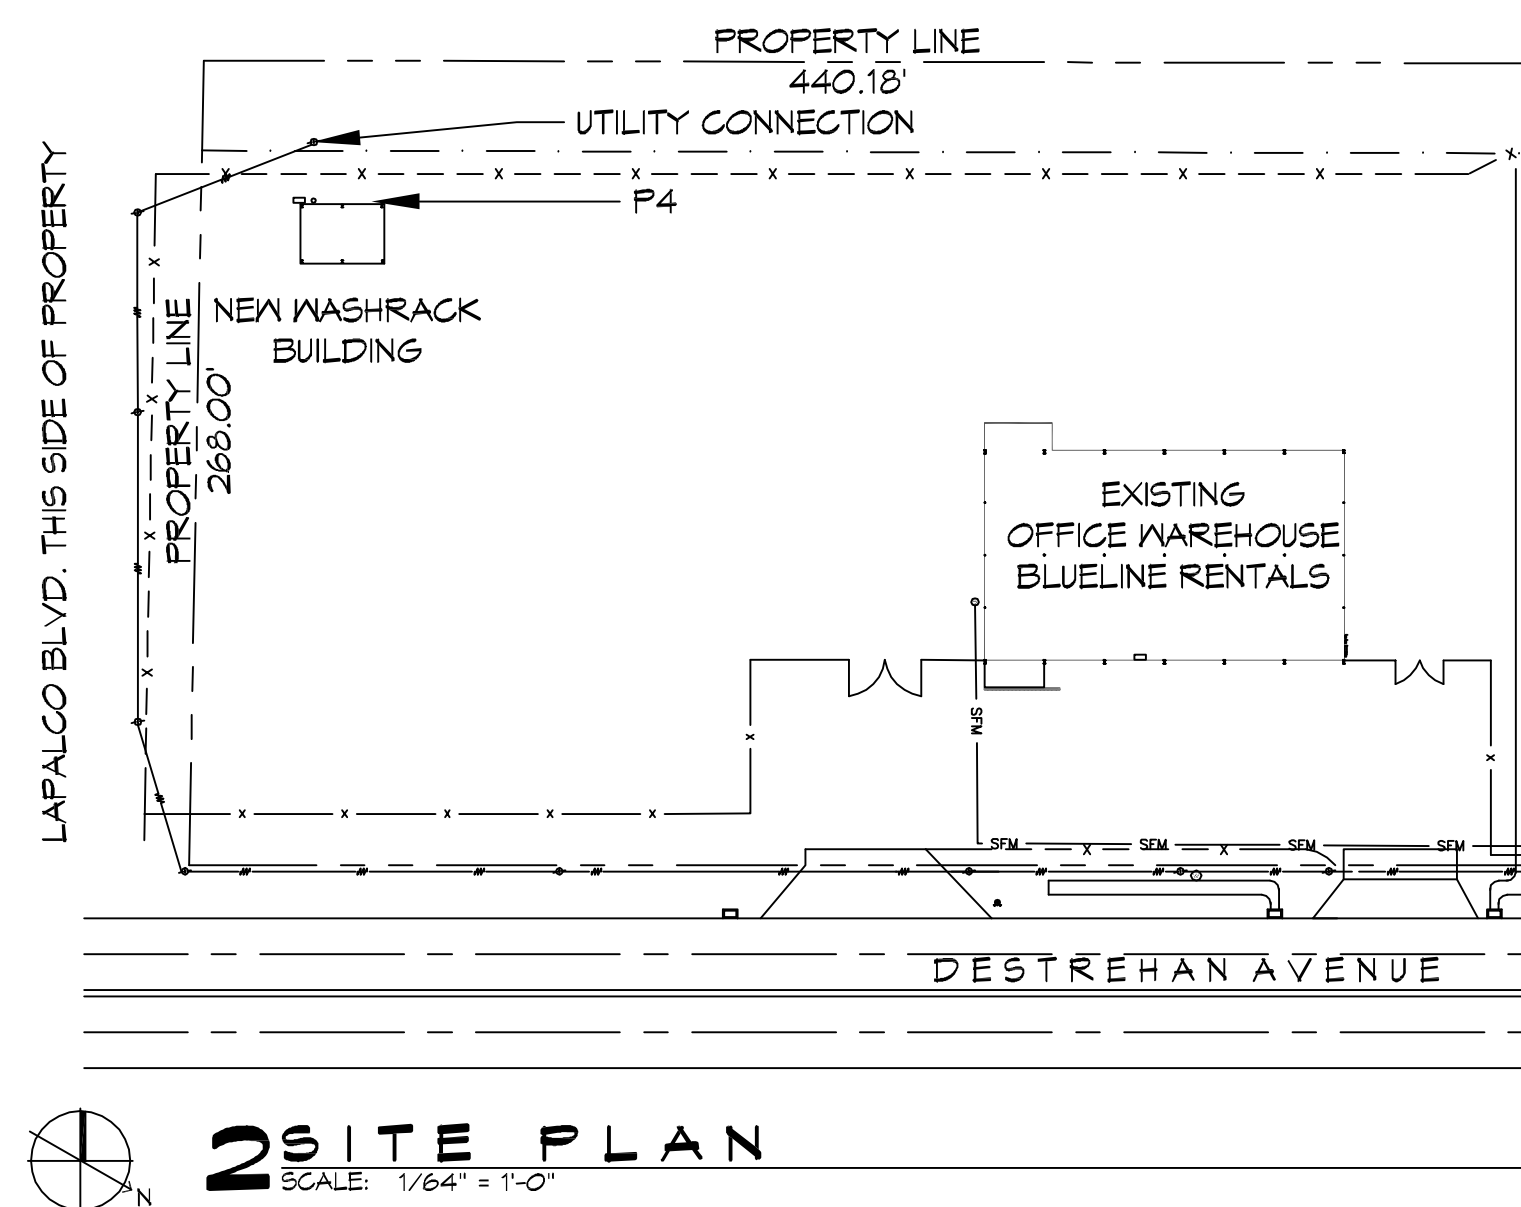 PROPERTY LINE
440.18'
UTILITY CONNECTION
P4
LAPALCO BLVD. THIS SIDE OF PROPERTY
PROPERTY LINE
268.00'
NEW WASHRACK
BUILDING
EXISTING
OFFICE WAREHOUSE
BLUELINE RENTALS
SFM
SFM
SFM
SFM
SFM
DESTREHAN AVENUE
2 SITE PLAN
SCALE: 1/64" = 1'-0"
N